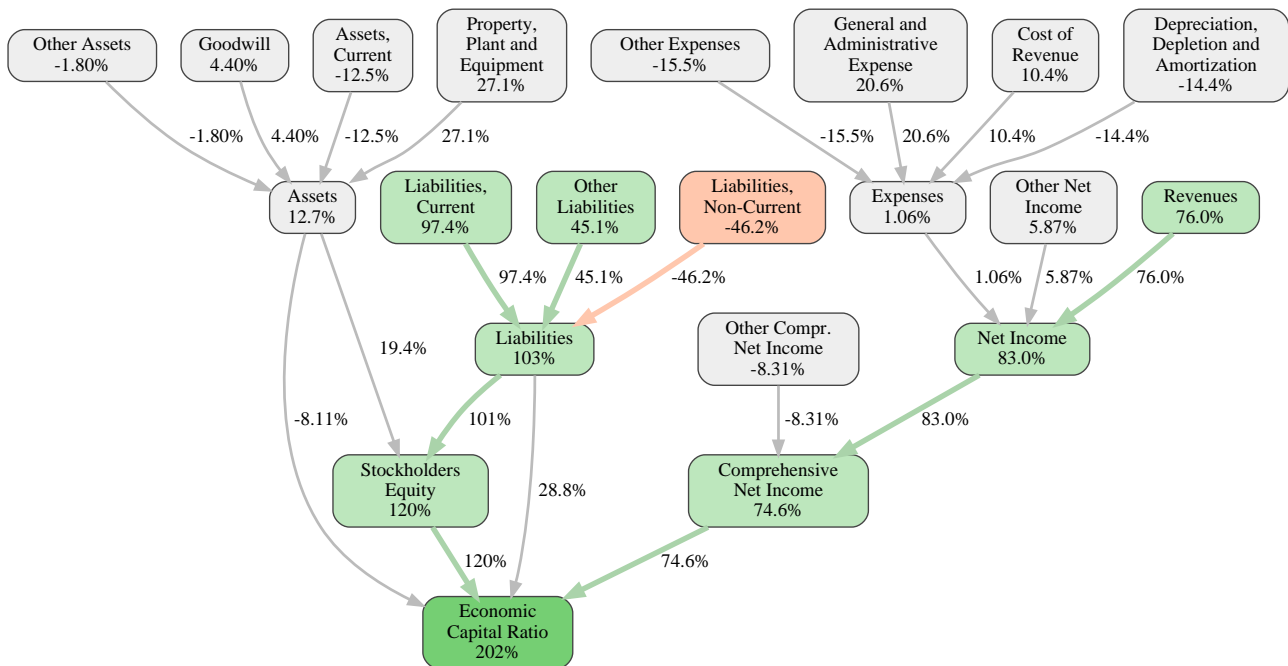 Other Assets
-1.80%
Goodwill
4.40%
Assets,
Current
-12.5%
Property,
Plant and
Equipment
27.1%
Other Expenses
-15.5%
General and
Administrative
Expense
20.6%
Cost of
Revenue
10.4%
Depreciation,
Depletion and
Amortization
-14.4%
-1.80%
4.40%
-12.5%
27.1%
-15.5%
20.6%
10.4%
-14.4%
Assets
12.7%
Liabilities,
Current
97.4%
Other
Liabilities
45.1%
Liabilities,
Non-Current
-46.2%
Expenses
1.06%
Other Net
Income
5.87%
Revenues
76.0%
97.4%
45.1%
-46.2%
1.06%
5.87%
76.0%
19.4%
Liabilities
103%
Other Compr.
Net Income
-8.31%
Net Income
83.0%
-8.11%
101%
-8.31%
83.0%
Stockholders
Equity
120%
28.8%
Comprehensive
Net Income
74.6%
120%
74.6%
Economic
Capital Ratio
202%